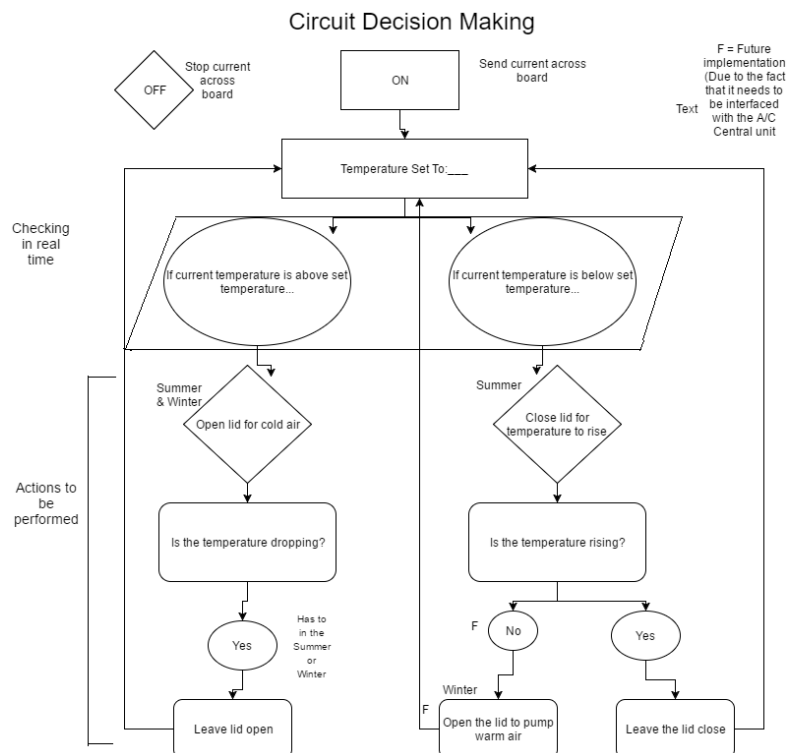 Circuit Decision Making
OFF
Stop current
across
board
ON
Send current across
board
F = Future
implementation
(Due to the fact
that it needs to
be interfaced
with the A/C
Central unit
Text
Temperature Set To:___
Checking
in real
time
If current temperature is above set
temperature...
If current temperature is below set
temperature...
Summer
& Winter
Open lid for cold air
Summer
Close lid for
temperature to rise
Actions to
be
performed
Is the temperature dropping?
Is the temperature rising?
Yes
Has to
in the
Summer
or
Winter
F
No
Yes
Winter
Leave lid open
F
Open the lid to pump
warm air
Leave the lid close